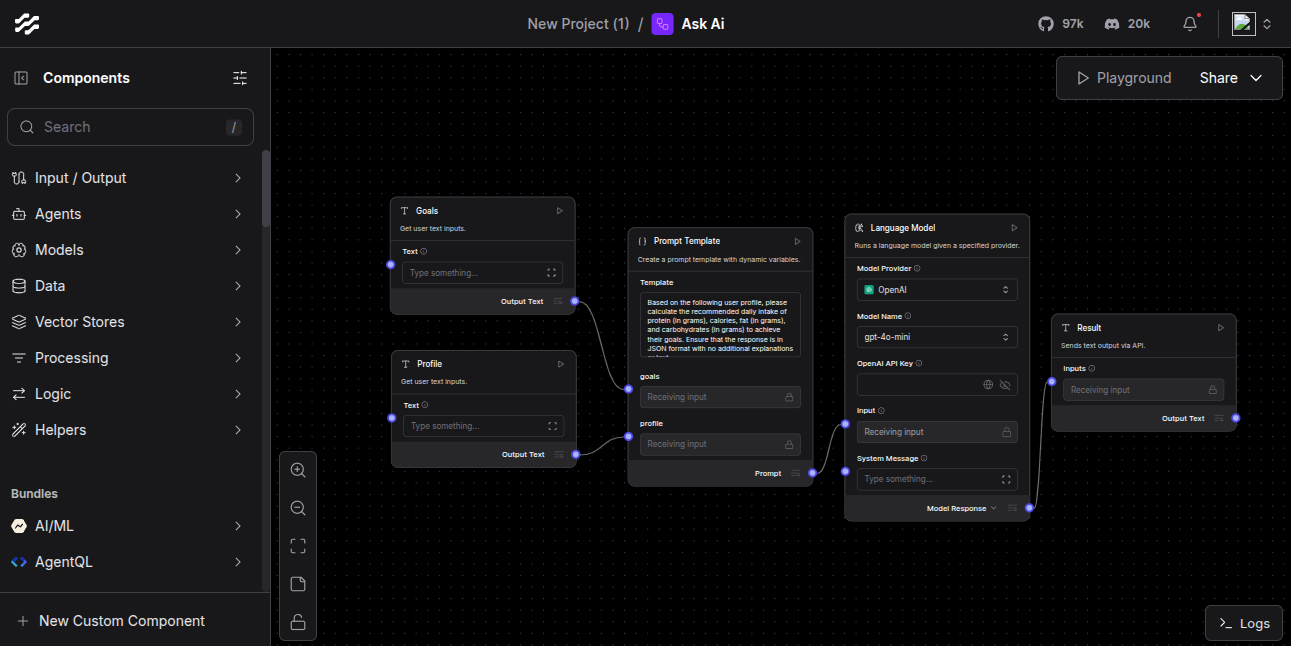 New Project (1) / Ask Ai
97k
20k
Components
Search
/
Input / Output
Agents
Models
Data
Vector Stores
Processing
Logic
Helpers
Bundles
AI/ML
AgentQL
New Custom Component
Playground
Share
Goals
Get user text inputs.
Text
Type something...
Output Text
Profile
Get user text inputs.
Text
Type something...
Output Text
Prompt Template
Create a prompt template with dynamic variables.
Template
Based on the following user profile, please
calculate the recommended daily intake of
protein (in grams), calories, fat (in grams),
and carbohydrates (in grams) to achieve
their goals. Ensure that the response is in
JSON format with no additional explanations
goals
Receiving input
profile
Receiving input
Prompt
Language Model
Runs a language model given a specified provider.
Model Provider
OpenAI
Model Name
gpt-4o-mini
OpenAI API Key
Input
Receiving input
System Message
Type something...
Model Response
Result
Sends text output via API.
Inputs
Receiving input
Output Text
Logs